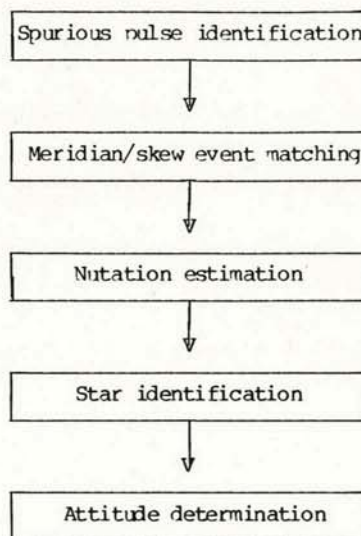 Spurious pulse identification
Meridian/skew event matching
Nutation estimation
Star identification
Attitude determination